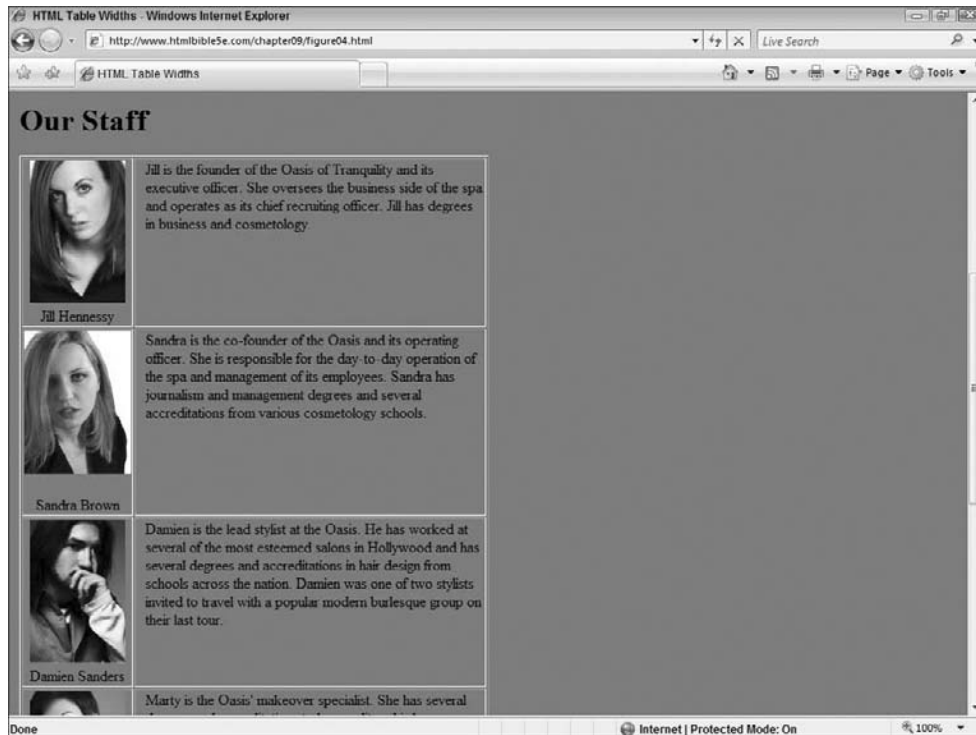 HTML Table Widths - Windows Internet Explorer
http://www.htmlbible5e.com/chapter09/figure04.html
Live Search
HTML Table Widths
Page
Tools
Our Staff
Jill is the founder of the Oasis of Tranquility and its
executive officer. She oversees the business side of the spa
and operates as its chief recruiting officer. Jill has degrees
in business and cosmetology.
Jill Hennessy
Sandra is the co-founder of the Oasis and its operating
officer. She is responsible for the day-to-day operation of
the spa and management of its employees. Sandra has
journalism and management degrees and several
accreditations from various cosmetology schools.
Sandra Brown
Damien is the lead stylist at the Oasis. He has worked at
several of the most esteemed salons in Hollywood and has
several degrees and accreditations in hair design from
schools across the nation. Damien was one of two stylists
invited to travel with a popular modern burlesque group on
their last tour.
Damien Sanders
Marty is the Oasis' makeover specialist. She has several
Done
Internet | Protected Mode: On
100%